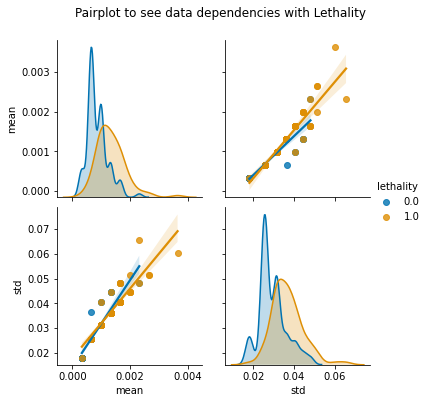 Pairplot to see data dependencies with Lethality
0.003
0.002
0.001
0.000
mean
lethality
0.0
1.0
0.07
0.06
0.05
0.04
0.03
0.02
std
0.000 0.002 0.004
mean
0.02 0.04 0.06
std